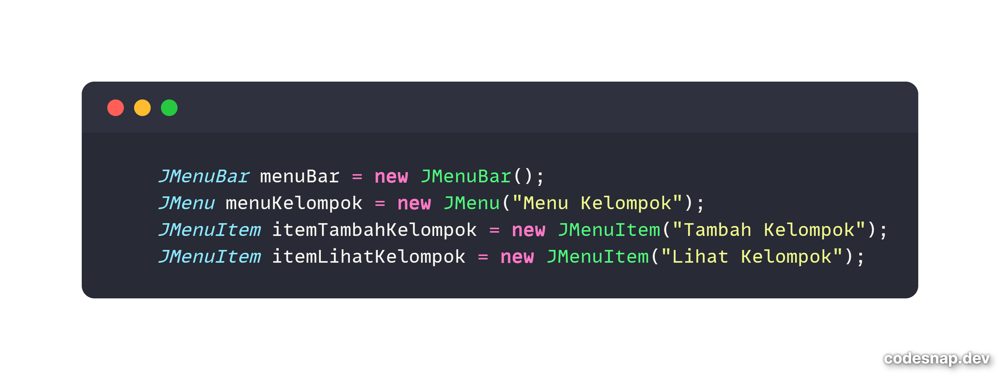 JMenuBar menuBar = new JMenuBar();
JMenu menuKelompok = new JMenu("Menu Kelompok");
JMenuItem itemTambahKelompok = new JMenuItem("Tambah Kelompok");
JMenuItem itemLihatKelompok = new JMenuItem("Lihat Kelompok");
codesnap.dev